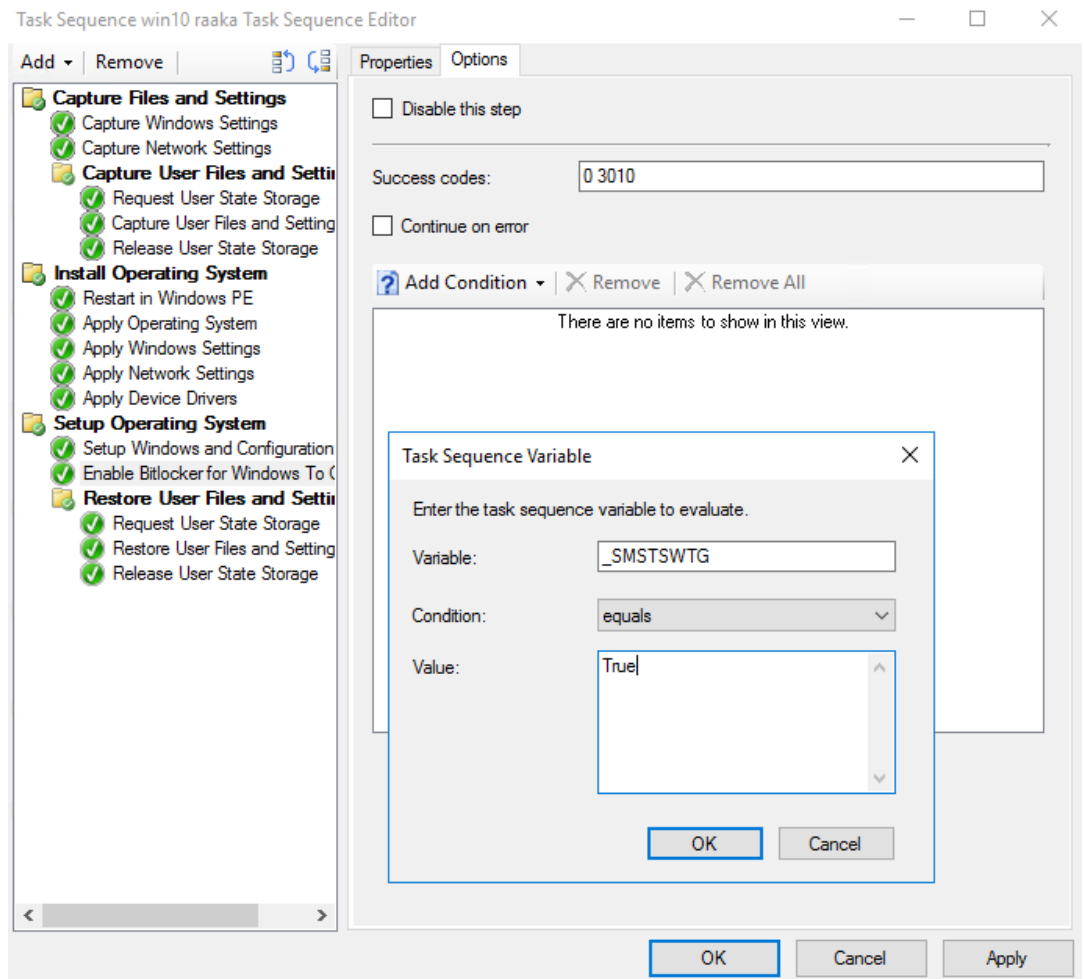 Task Sequence win10 raaka Task Sequence Editor
Add
Remove
Capture Files and Settings
Capture Windows Settings
Capture Network Settings
Capture User Files and Settin
Request User State Storage
Capture User Files and Setting
Release User State Storage
Install Operating System
Restart in Windows PE
Apply Operating System
Apply Windows Settings
Apply Network Settings
Apply Device Drivers
Setup Operating System
Setup Windows and Configuration
Enable Bitlocker for Windows To
Restore User Files and Settin
Request User State Storage
Restore User Files and Setting
Release User State Storage
Properties
Options
Disable this step
Success codes: 0 3010
Continue on error
Add Condition
Remove
Remove All
There are no items to show in this view.
Task Sequence Variable
Enter the task sequence variable to evaluate.
Variable: _SMSTSWTG
Condition: equals
Value: True
OK
Cancel
OK
Cancel
Apply